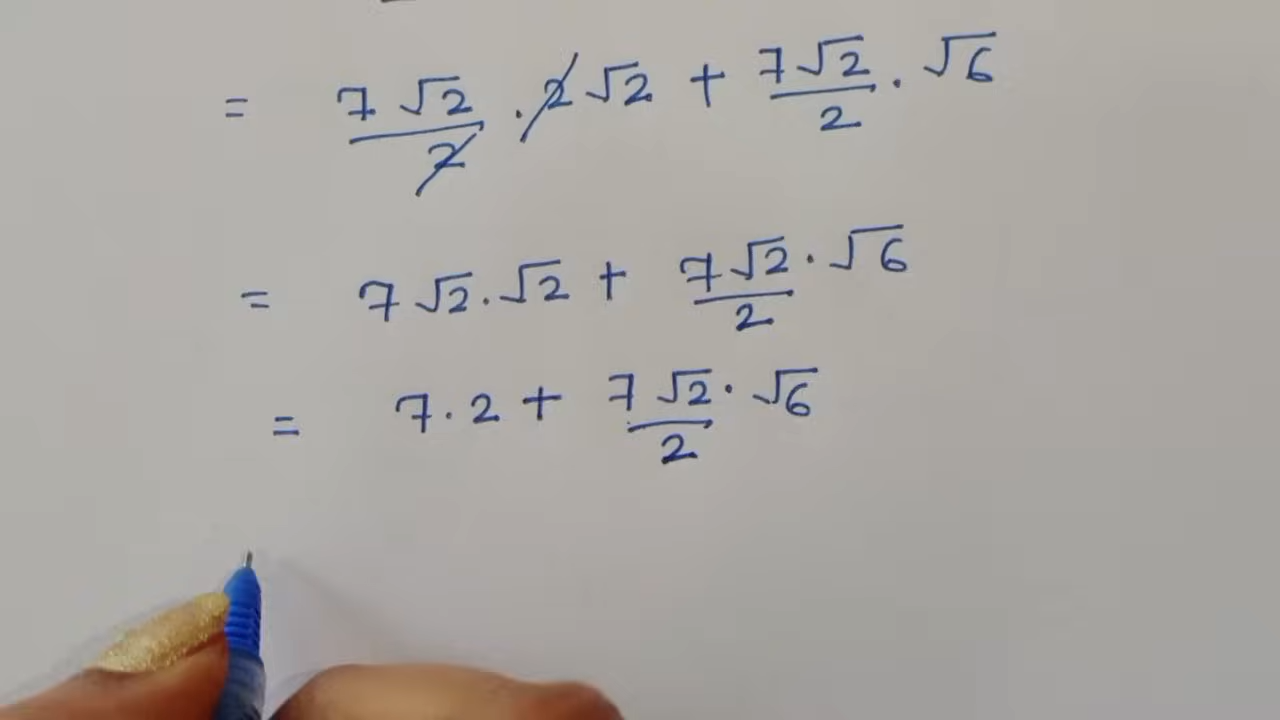 = 7√2/2 · 2√2 + 7√2/2 · √6
= 7√2 · √2 + 7√2/2 · √6
= 7 · 2 + 7√2/2 · √6